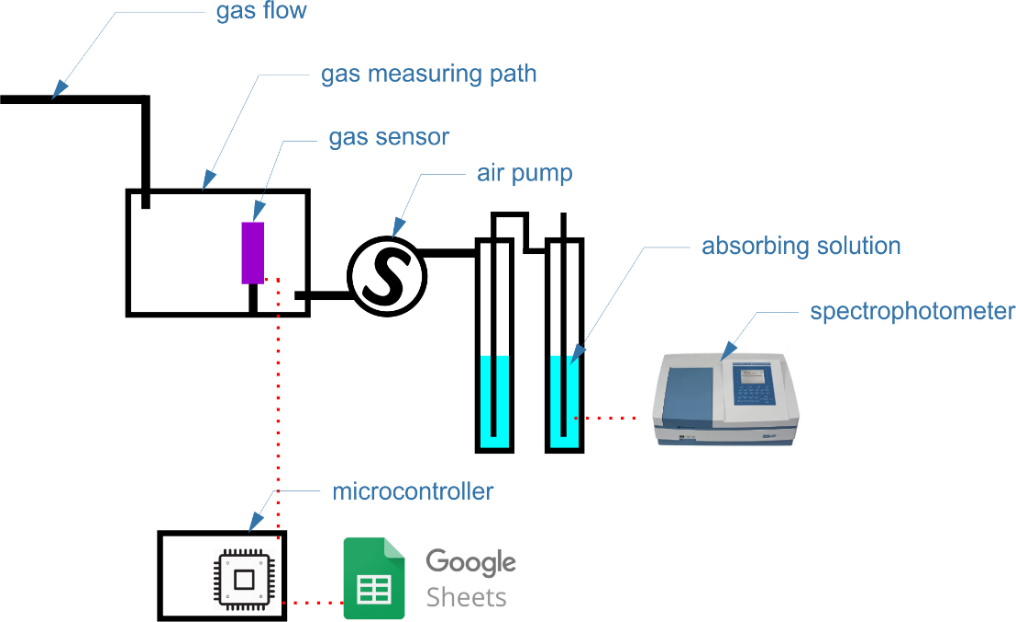 gas flow
gas measuring path
gas sensor
air pump
absorbing solution
spectrophotometer
S
microcontroller
Google
Sheets